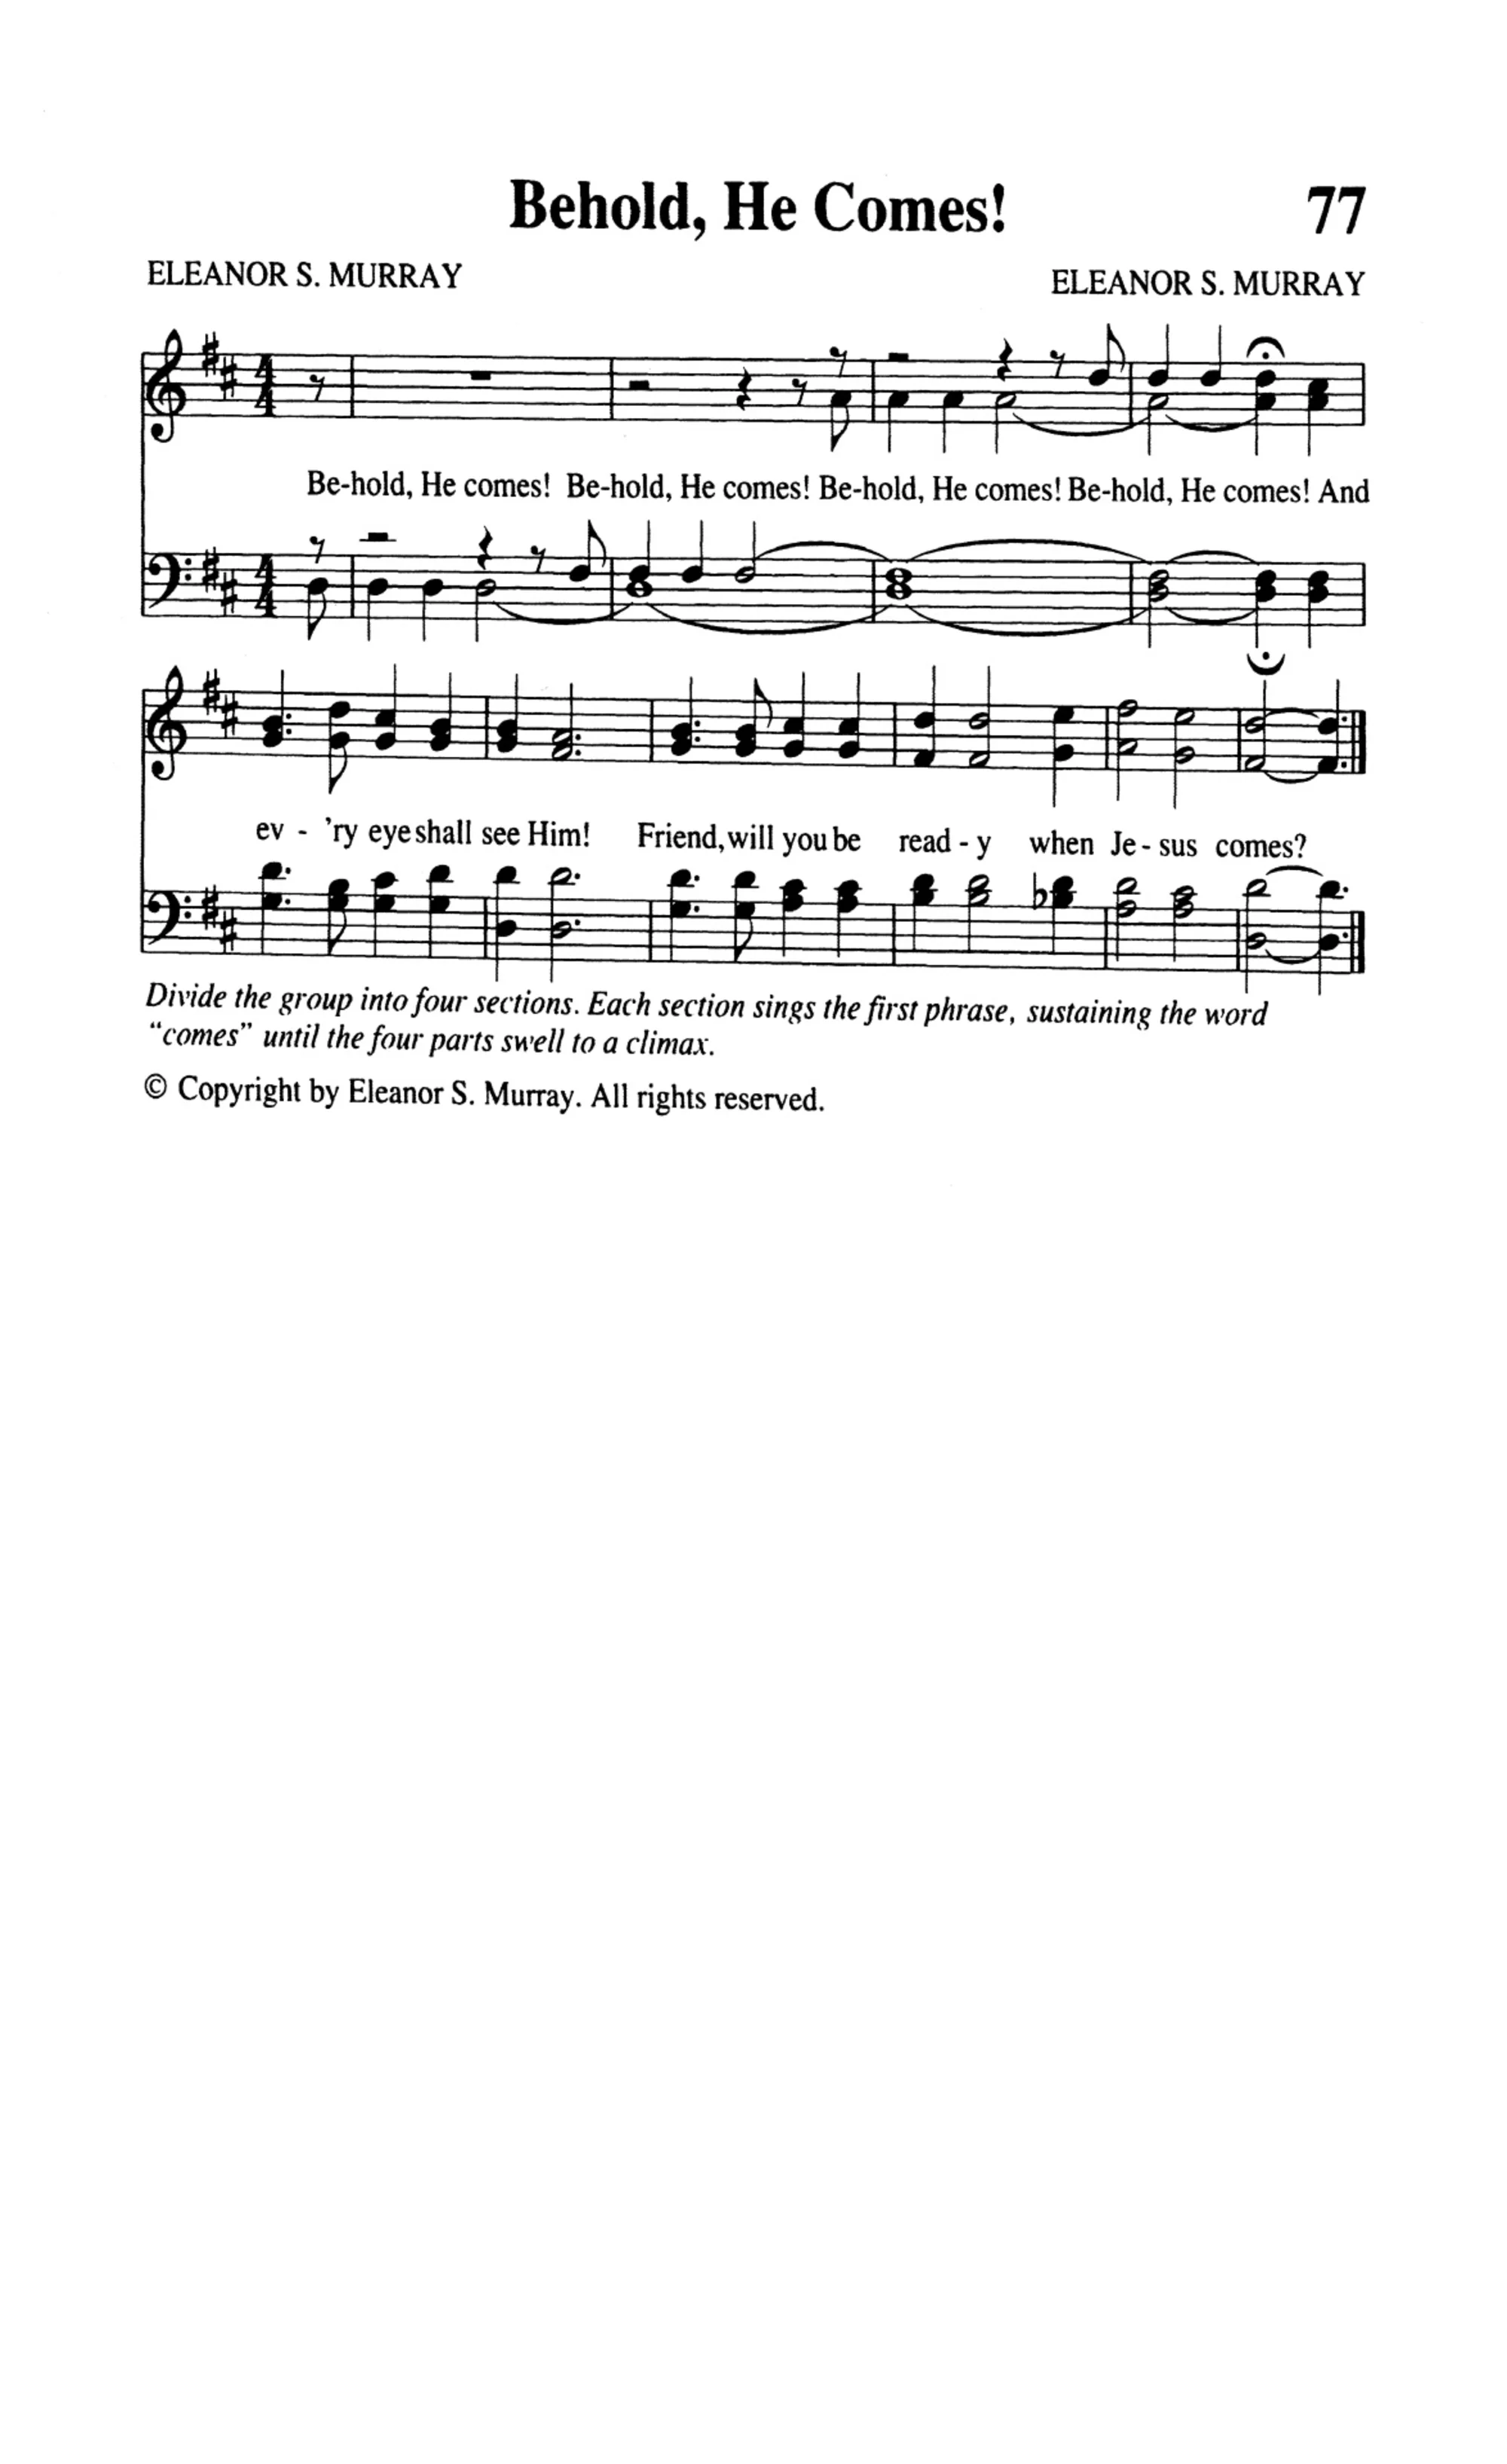 Behold, He Comes! 77
ELEANOR S. MURRAY ELEANOR S. MURRAY
Be-hold, He comes! Be-hold, He comes! Be-hold, He comes! Be-hold, He comes! And
ev - 'ry eye shall see Him! Friend, will you be read - y when Je - sus comes?
Divide the group into four sections. Each section sings the first phrase, sustaining the word
“comes” until the four parts swell to a climax.
© Copyright by Eleanor S. Murray. All rights reserved.